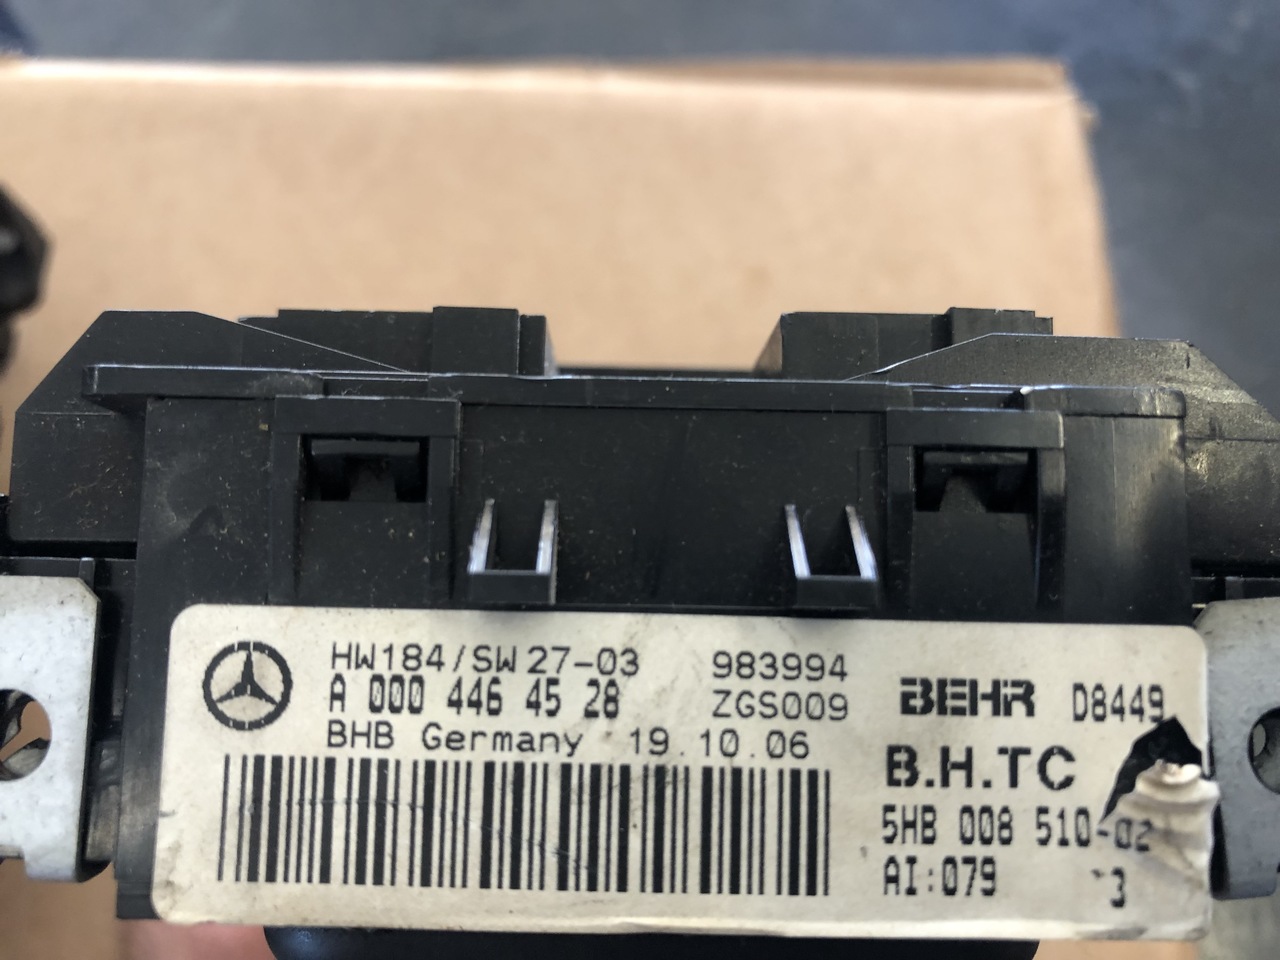 HW184/SW27-03 983994
A 000 446 45 28 ZGS009
BHB Germany 19.10.06
BEHR D8449
B.H.TC
5HB 008 510-02
AI:079 3